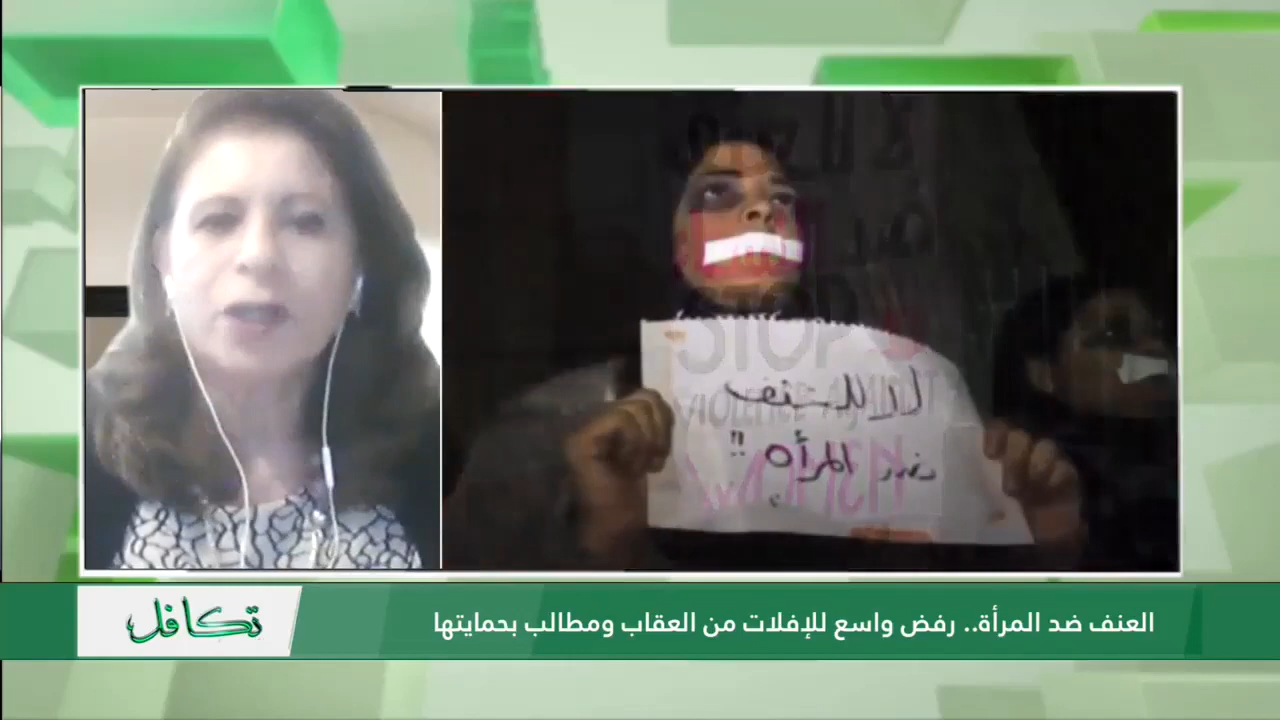 لا للعنف
ضد المرأة !!
STOP
VIOLENCE AGAINST
WOMEN
العنف ضد المرأة.. رفض واسع للإفلات من العقاب ومطالب بحمايتها
تكافل